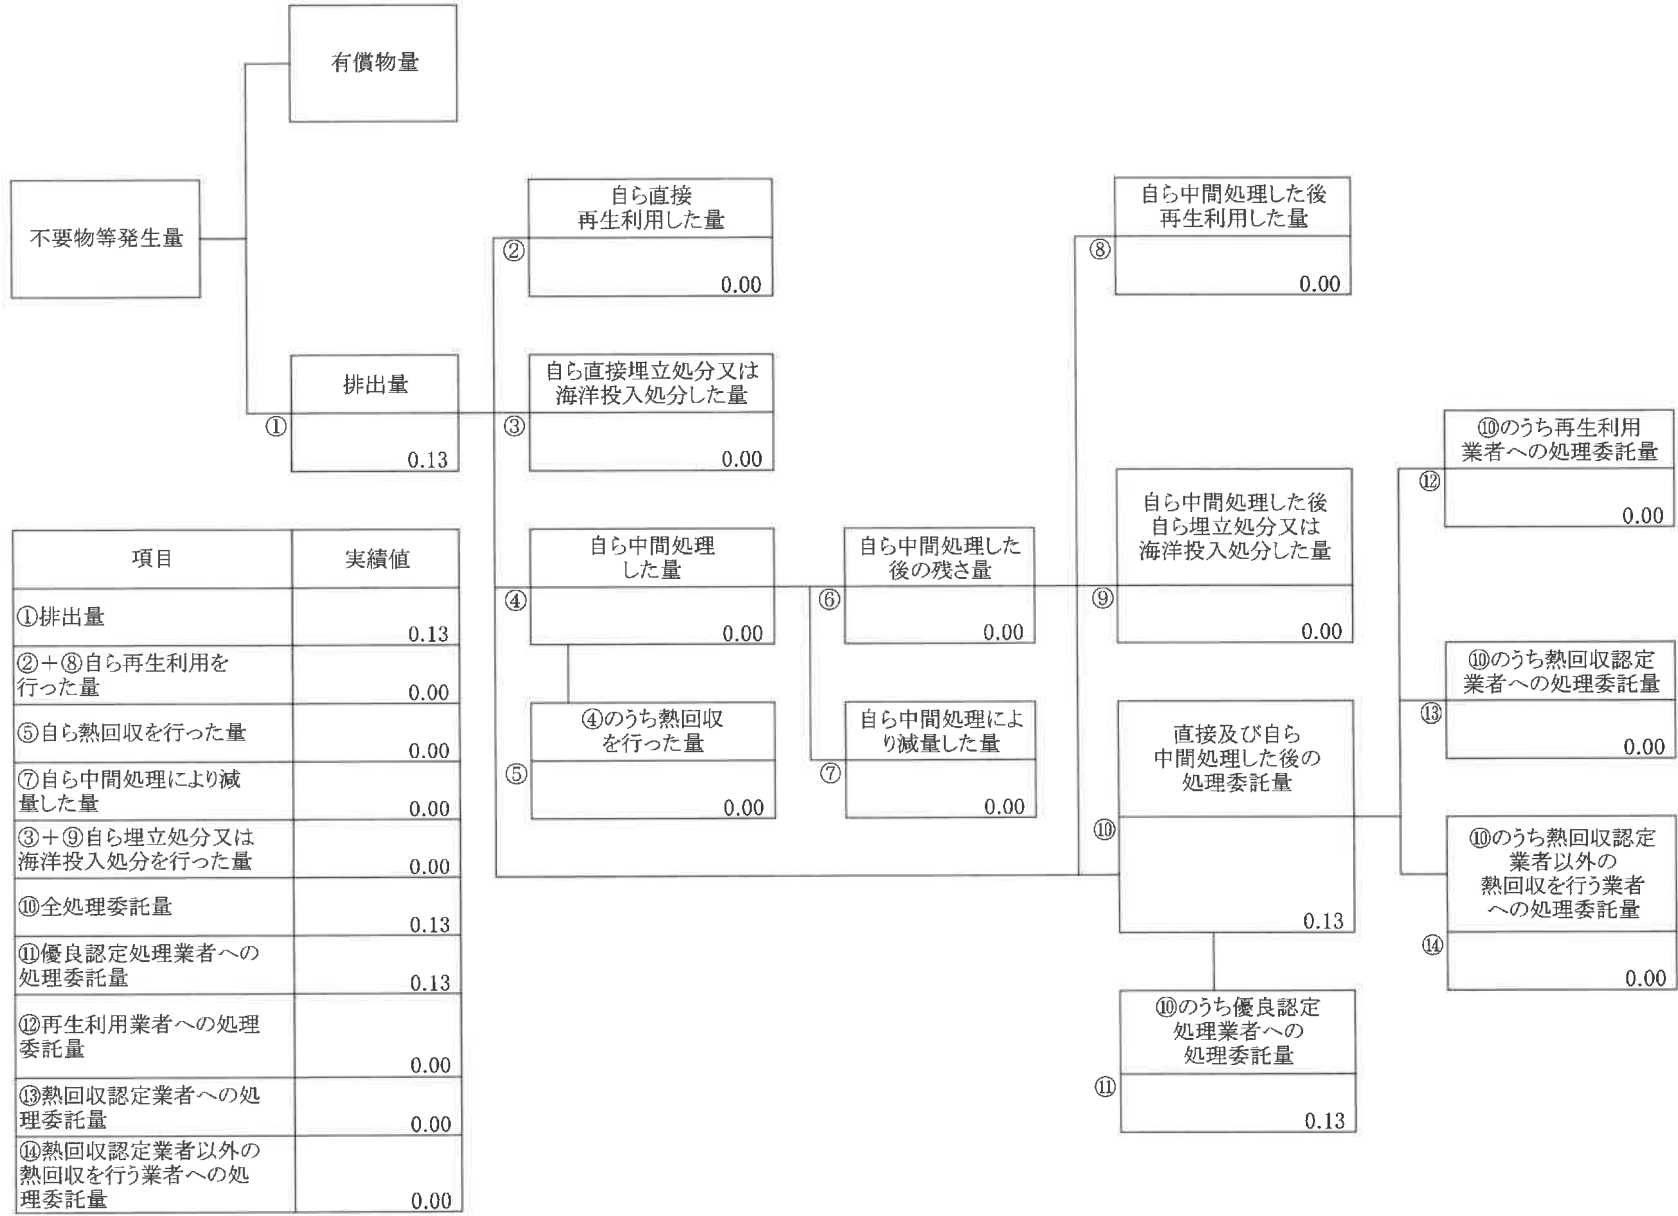 有償物量
不要物等発生量
排出量
①
0.13
自ら直接
再生利用した量
②
0.00
自ら直接埋立処分又は
海洋投入処分した量
③
0.00
自ら中間処理
した量
④
0.00
④のうち熱回収
を行った量
⑤
0.00
自ら中間処理した
後の残さ量
⑥
0.00
自ら中間処理によ
り減量した量
⑦
0.00
自ら中間処理した後
再生利用した量
⑧
0.00
自ら中間処理した後
自ら埋立処分又は
海洋投入処分した量
⑨
0.00
直接及び自ら
中間処理した後の
処理委託量
⑩
0.13
⑩のうち優良認定
処理業者への
処理委託量
⑪
0.13
⑩のうち再生利用
業者への処理委託量
⑫
0.00
⑩のうち熱回収認定
業者への処理委託量
⑬
0.00
⑩のうち熱回収認定
業者以外の
熱回収を行う業者
への処理委託量
⑭
0.00
項目 実績値
①排出量
0.13
②＋⑧自ら再生利用を
行った量
0.00
⑤自ら熱回収を行った量
0.00
⑦自ら中間処理により減
量した量
0.00
③＋⑨自ら埋立処分又は
海洋投入処分を行った量
0.00
⑩全処理委託量
0.13
⑪優良認定処理業者への
処理委託量
0.13
⑫再生利用業者への処理
委託量
0.00
⑬熱回収認定業者への処
理委託量
0.00
⑭熱回収認定業者以外の
熱回収を行う業者への処
理委託量
0.00